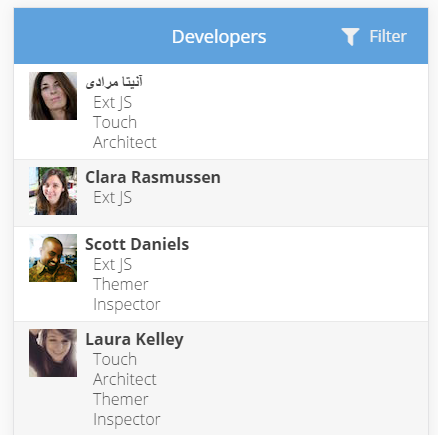 Developers
Filter
آنیتا مرادی
Ext JS
Touch
Architect
Clara Rasmussen
Ext JS
Scott Daniels
Ext JS
Themer
Inspector
Laura Kelley
Touch
Architect
Themer
Inspector